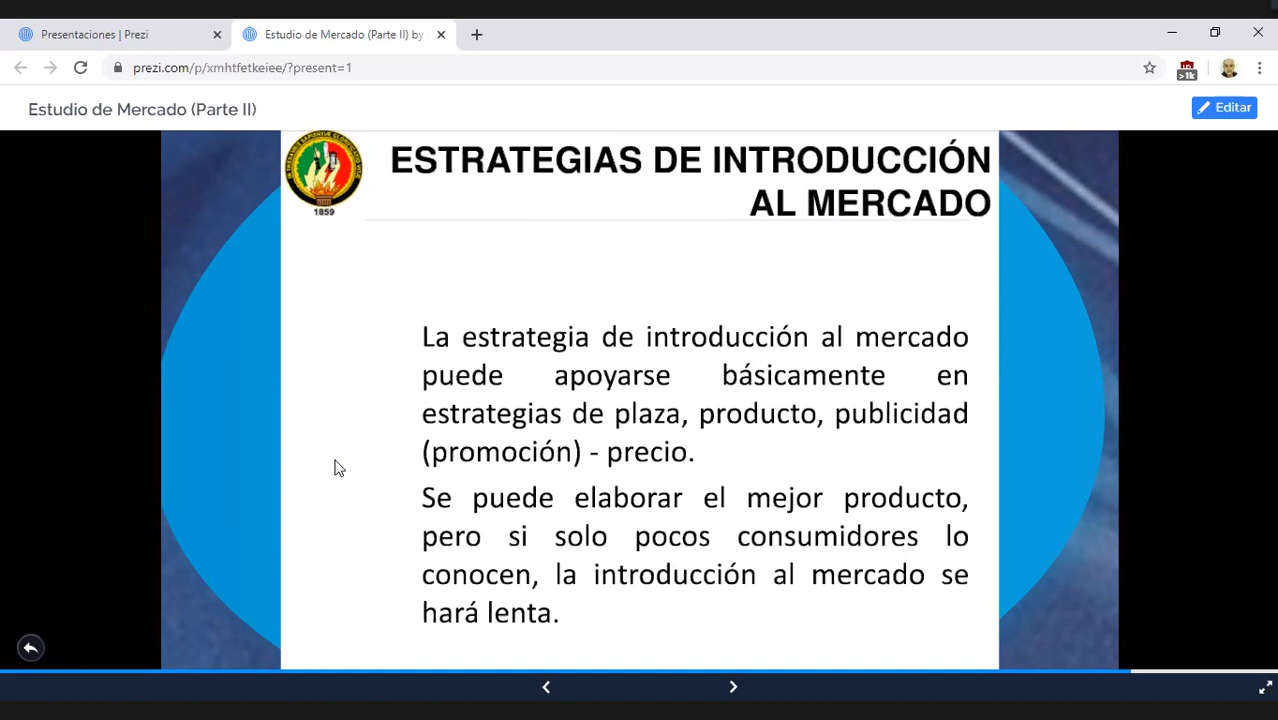 Presentaciones | Prezi
Estudio de Mercado (Parte II) by
prezi.com/p/xmhtfetkeiee/?present=1
>1k
Estudio de Mercado (Parte II)
Editar
1859
ESTRATEGIAS DE INTRODUCCIÓN
AL MERCADO
La estrategia de introducción al mercado
puede apoyarse básicamente en
estrategias de plaza, producto, publicidad
(promoción) - precio.
Se puede elaborar el mejor producto,
pero si solo pocos consumidores lo
conocen, la introducción al mercado se
hará lenta.